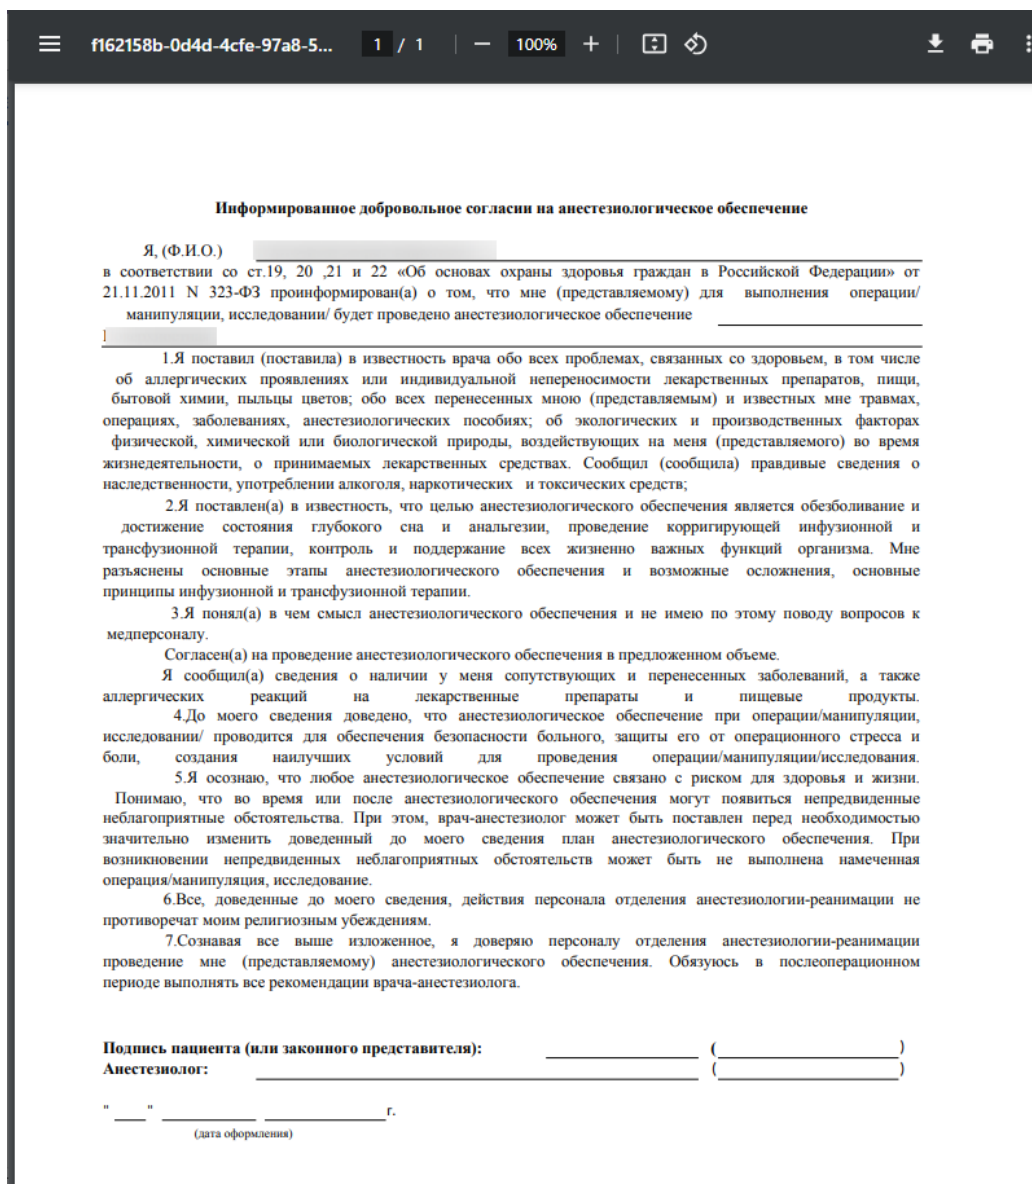 f162158b-0d4d-4cfe-97a8-5... 1 / 1 100%
Информированное добровольное согласии на анестезиологическое обеспечение
Я, (Ф.И.О.)
в соответствии со ст.19, 20 ,21 и 22 «Об основах охраны здоровья граждан в Российской Федерации» от
21.11.2011 N 323-ФЗ проинформирован(а) о том, что мне (представляемому) для выполнения операции/
манипуляции, исследовании/ будет проведено анестезиологическое обеспечение
1.Я поставил (поставила) в известность врача обо всех проблемах, связанных со здоровьем, в том числе
об аллергических проявлениях или индивидуальной непереносимости лекарственных препаратов, пищи,
бытовой химии, пыльцы цветов; обо всех перенесенных мною (представляемым) и известных мне травмах,
операциях, заболеваниях, анестезиологических пособиях; об экологических и производственных факторах
физической, химической или биологической природы, воздействующих на меня (представляемого) во время
жизнедеятельности, о принимаемых лекарственных средствах. Сообщил (сообщила) правдивые сведения о
наследственности, употреблении алкоголя, наркотических и токсических средств;
2.Я поставлен(а) в известность, что целью анестезиологического обеспечения является обезболивание и
достижение состояния глубокого сна и анальгезии, проведение корригирующей инфузионной и
трансфузионной терапии, контроль и поддержание всех жизненно важных функций организма. Мне
разъяснены основные этапы анестезиологического обеспечения и возможные осложнения, основные
принципы инфузионной и трансфузионной терапии.
3.Я понял(а) в чем смысл анестезиологического обеспечения и не имею по этому поводу вопросов к
медперсоналу.
Согласен(а) на проведение анестезиологического обеспечения в предложенном объеме.
Я сообщил(а) сведения о наличии у меня сопутствующих и перенесенных заболеваний, а также
аллергических реакций на лекарственные препараты и пищевые продукты.
4.До моего сведения доведено, что анестезиологическое обеспечение при операции/манипуляции,
исследовании/ проводится для обеспечения безопасности больного, защиты его от операционного стресса и
боли, создания наилучших условий для проведения операции/манипуляции/исследования.
5.Я осознаю, что любое анестезиологическое обеспечение связано с риском для здоровья и жизни.
Понимаю, что во время или после анестезиологического обеспечения могут появиться непредвиденные
неблагоприятные обстоятельства. При этом, врач-анестезиолог может быть поставлен перед необходимостью
значительно изменить доведенный до моего сведения план анестезиологического обеспечения. При
возникновении непредвиденных неблагоприятных обстоятельств может быть не выполнена намеченная
операция/манипуляция, исследование.
6.Все, доведенные до моего сведения, действия персонала отделения анестезиологии-реанимации не
противоречат моим религиозным убеждениям.
7.Сознавая все выше изложенное, я доверяю персоналу отделения анестезиологии-реанимации
проведение мне (представляемому) анестезиологического обеспечения. Обязуюсь в послеоперационном
периоде выполнять все рекомендации врача-анестезиолога.
Подпись пациента (или законного представителя): ____________ (____________)
Анестезиолог: ____________ (____________)
"____" ____________ ____________г.
(дата оформления)